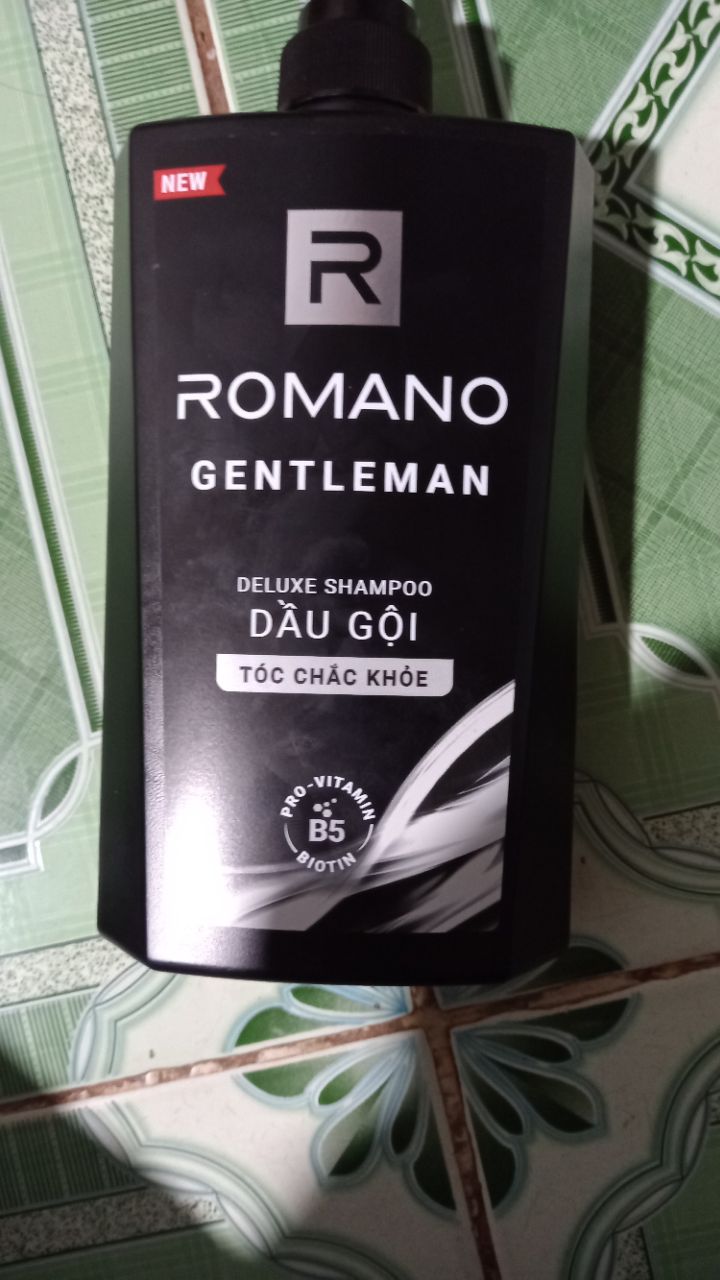 NEW
R
ROMANO
GENTLEMAN
DELUXE SHAMPOO
DẦU GỘI
TÓC CHẮC KHỎE
PRO-VITAMIN
B5
BIOTIN